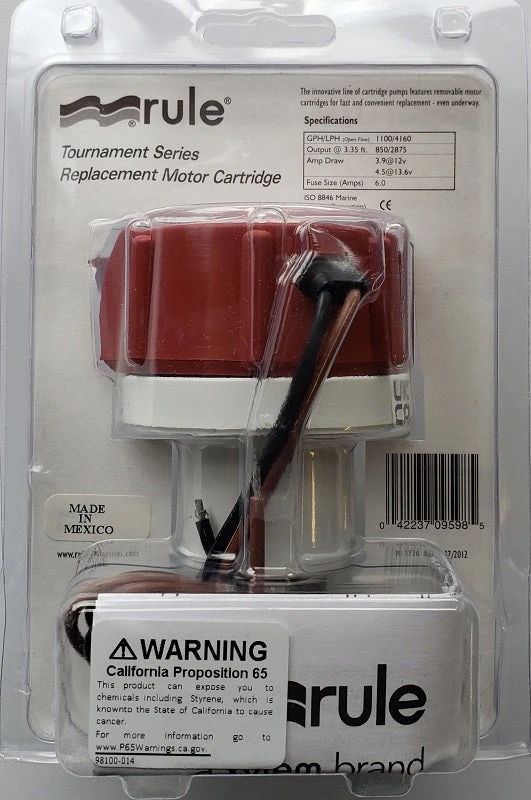 rule®
®
The innovative line of cartridge pumps features removable motor
cartridges for fast and convenient replacement - even underway.
Tournament Series
Replacement Motor Cartridge
Specifications
GPH/LPH (Open Flow) 1100/4160
Output @ 3.35 ft. 850/2875
Amp Draw 3.9@12v
4.5@13.6v
Fuse Size (Amps) 6.0
ISO 8846 Marine
CE
MADE
IN
MEXICO
0 42237 09598 5
/2012
WARNING
California Proposition 65
This product can expose you to
chemicals including Styrene, which is
knownto the State of California to cause
cancer.
For more information go to
www.P65Warnings.ca.gov.
98100-014
rule
brand